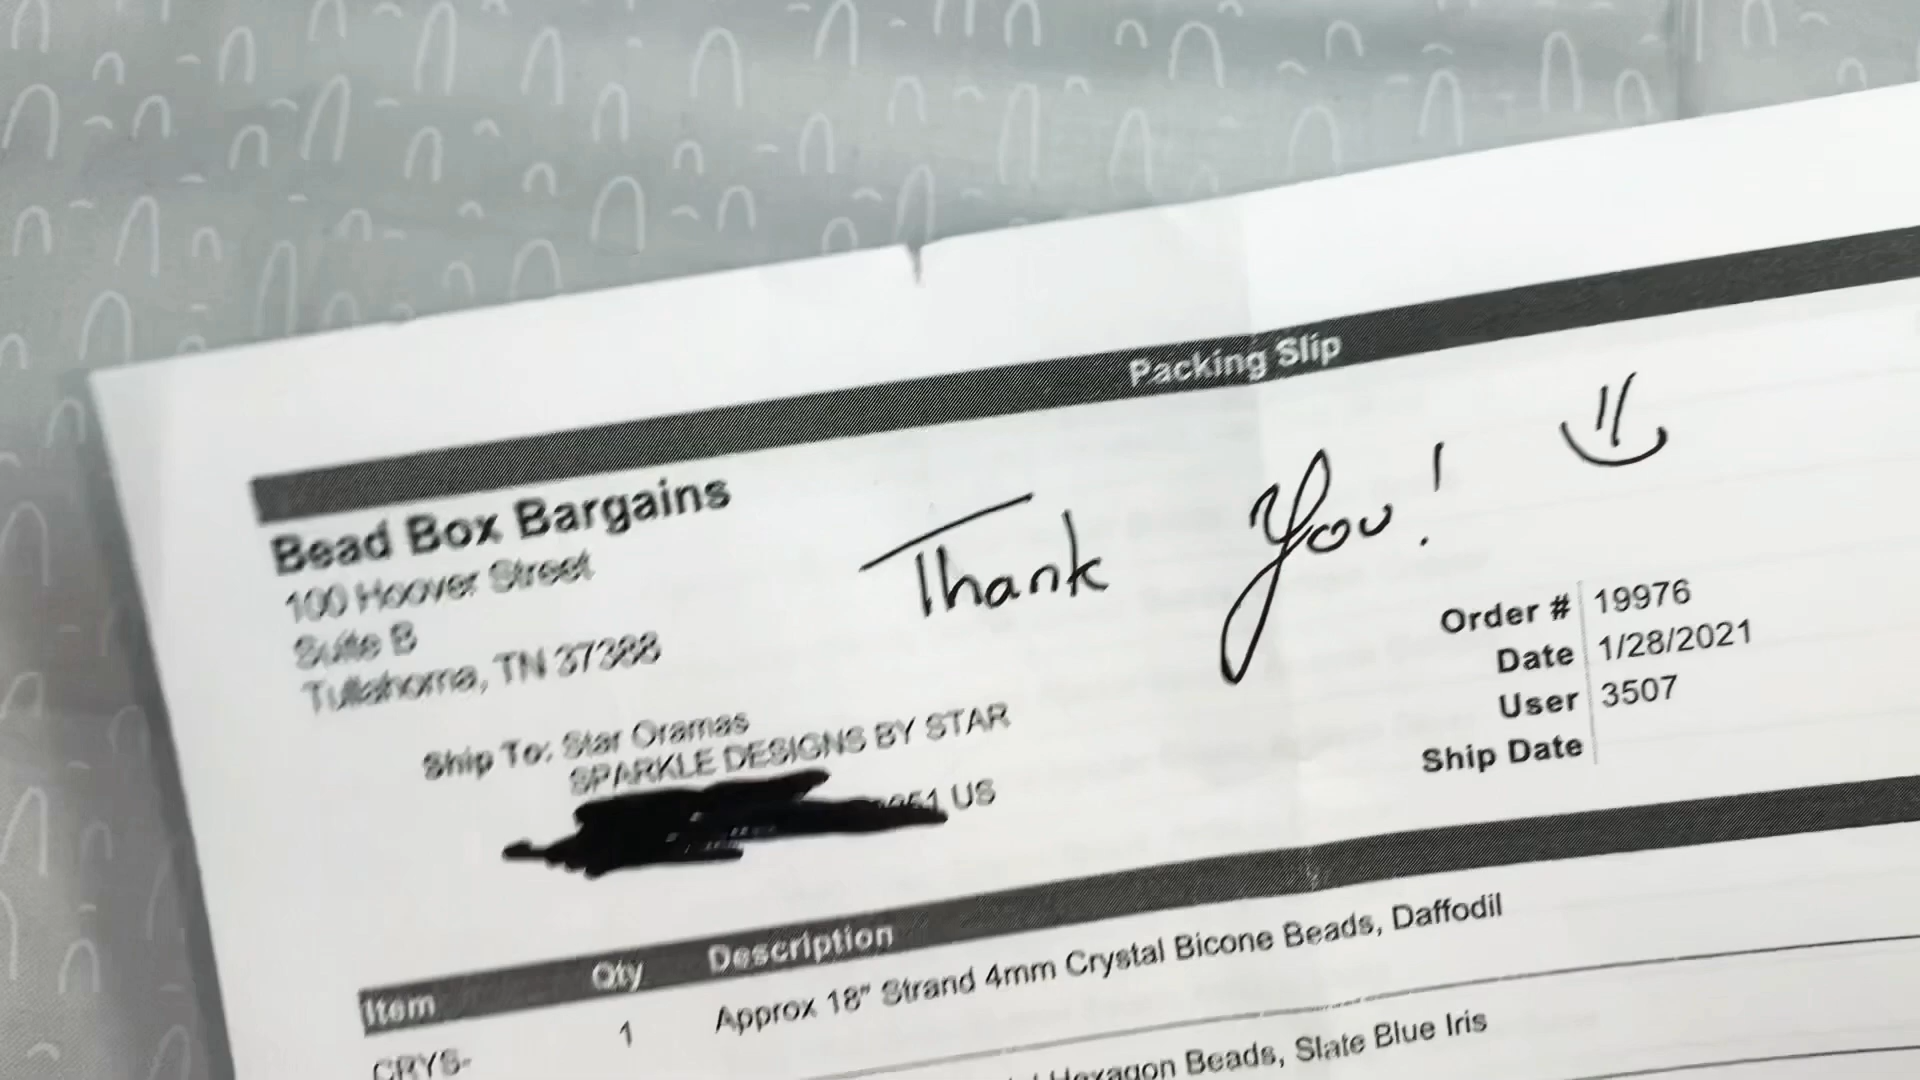 Packing Slip
Bead Box Bargains
100 Hoover Street
Suite B
Tullahoma, TN 37388
Thank You!
Order # 19976
Date 1/28/2021
User 3507
Ship Date
Ship To: Star Oramas
SPARKLE DESIGNS BY STAR
US
Item Qty Description
CRYS- 1 Approx 18" Strand 4mm Crystal Bicone Beads, Daffodil
Hexagon Beads, Slate Blue Iris